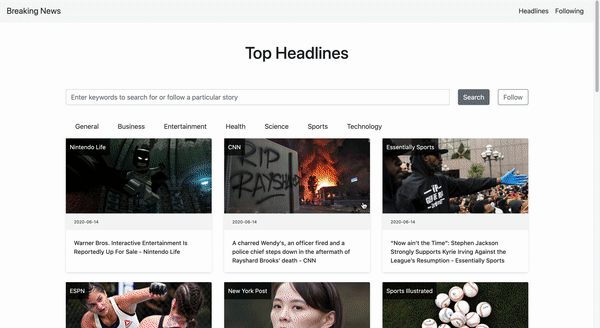 Breaking News
Headlines Following
Top Headlines
Enter keywords to search for or follow a particular story
Search
Follow
General Business Entertainment Health Science Sports Technology
Nintendo Life
CNN
RIP
RAYSHARD
Essentially Sports
2020-06-14
2020-06-14
2020-06-14
Warner Bros. Interactive Entertainment Is
Reportedly Up For Sale - Nintendo Life
A charred Wendy's, an officer fired and a
police chief steps down in the aftermath of
Rayshard Brooks' death - CNN
"Now ain't the Time": Stephen Jackson
Strongly Supports Kyrie Irving Against the
League's Resumption - Essentially Sports
ESPN
New York Post
Sports Illustrated